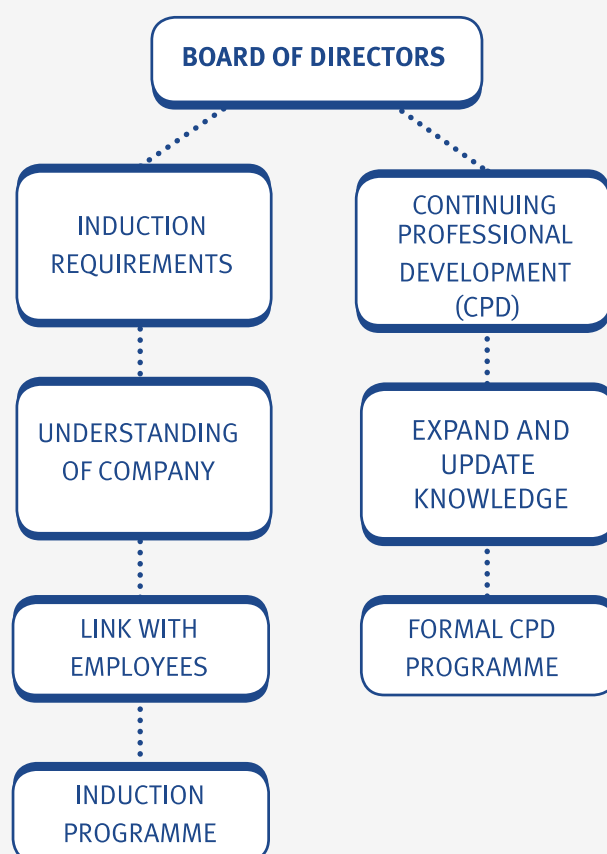 BOARD OF DIRECTORS
INDUCTION
REQUIREMENTS
UNDERSTANDING
OF COMPANY
LINK WITH
EMPLOYEES
INDUCTION
PROGRAMME
CONTINUING
PROFESSIONAL
DEVELOPMENT
(CPD)
EXPAND AND
UPDATE
KNOWLEDGE
FORMAL CPD
PROGRAMME